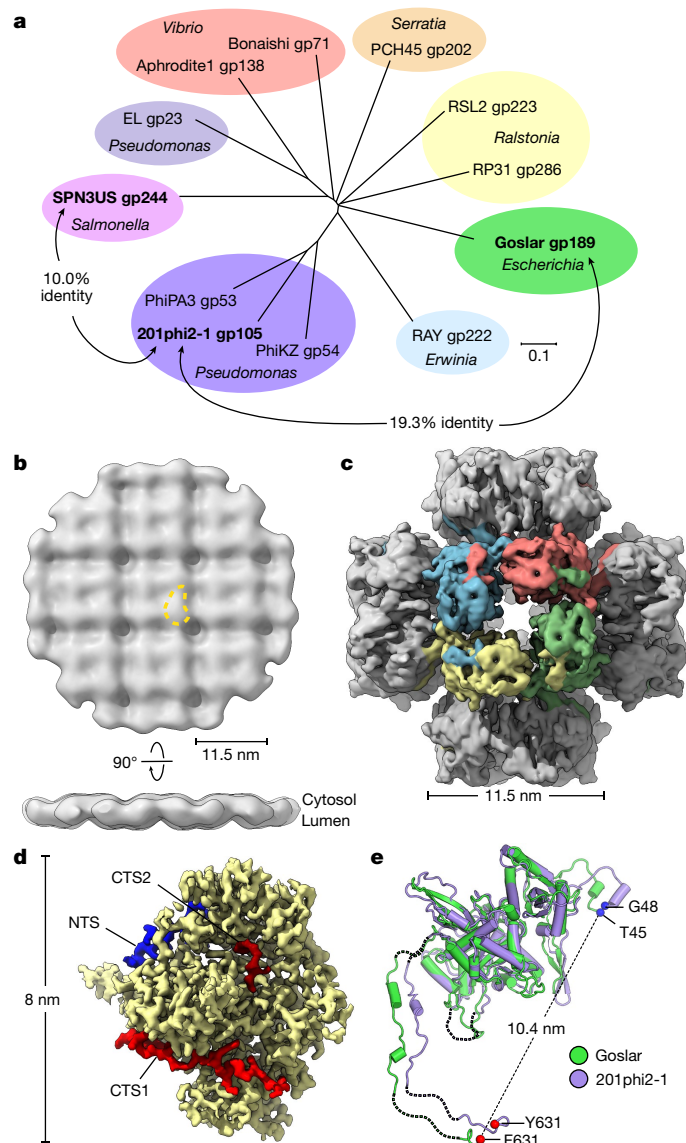 a
Vibrio
Bonaishi gp71
Aphrodite1 gp138
Serratia
PCH45 gp202
EL gp23
Pseudomonas
RSL2 gp223
Ralstonia
RP31 gp286
SPN3US gp244
Salmonella
Goslar gp189
Escherichia
10.0%
identity
PhiPA3 gp53
201phi2-1 gp105
PhiKZ gp54
Pseudomonas
RAY gp222
Erwinia
0.1
19.3% identity
b
11.5 nm
90°
Cytosol
Lumen
c
11.5 nm
d
CTS2
NTS
8 nm
CTS1
e
G48
T45
10.4 nm
Goslar
201phi2-1
Y631
F631